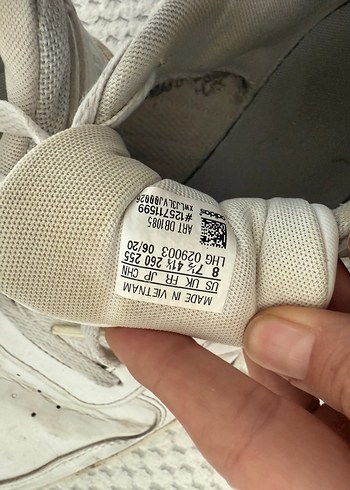 MADE IN VIETNAM
US UK FR JP CHN
8 7½ 41⅓ 260 255
LHG 029003 06/20
ART DB1085
#125711599
adidas